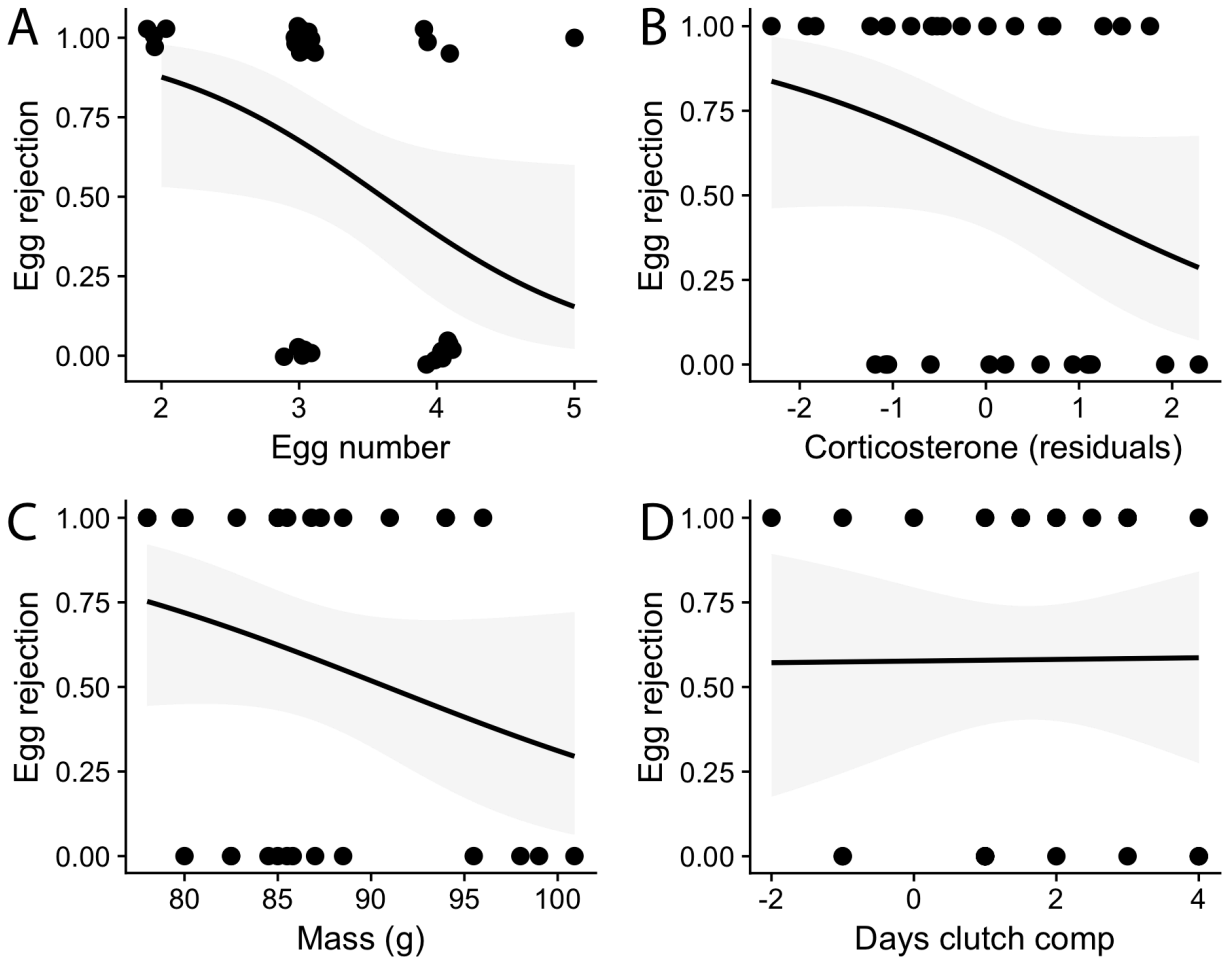 A
Egg rejection
1.00
0.75
0.50
0.25
0.00
2 3 4 5
Egg number
B
Egg rejection
1.00
0.75
0.50
0.25
0.00
-2 -1 0 1 2
Corticosterone (residuals)
C
Egg rejection
1.00
0.75
0.50
0.25
0.00
80 85 90 95 100
Mass (g)
D
Egg rejection
1.00
0.75
0.50
0.25
0.00
-2 0 2 4
Days clutch comp